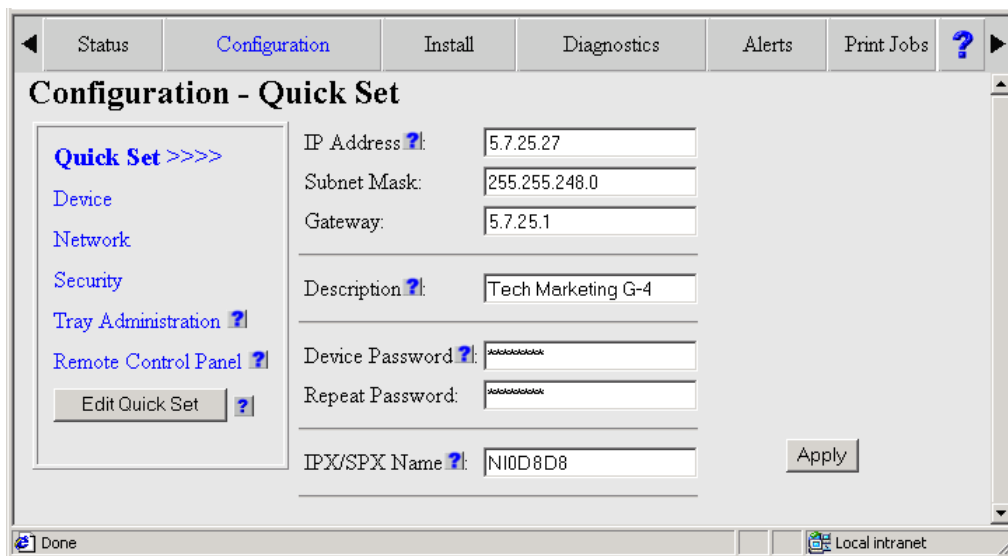 Status Configuration Install Diagnostics Alerts Print Jobs ?
Configuration - Quick Set
Quick Set >>>>
Device
Network
Security
Tray Administration ?
Remote Control Panel ?
Edit Quick Set ?
IP Address ?: 5.7.25.27
Subnet Mask: 255.255.248.0
Gateway: 5.7.25.1
Description ?: Tech Marketing G-4
Device Password ?: *********
Repeat Password: *********
IPX/SPX Name ?: NI0D8D8
Apply
Done Local intranet